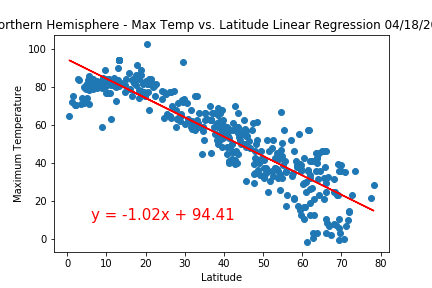 orthern Hemisphere - Max Temp vs. Latitude Linear Regression 04/18/20
100
80
60
40
20
0
Maximum Temperature
y = -1.02x + 94.41
0 10 20 30 40 50 60 70 80
Latitude